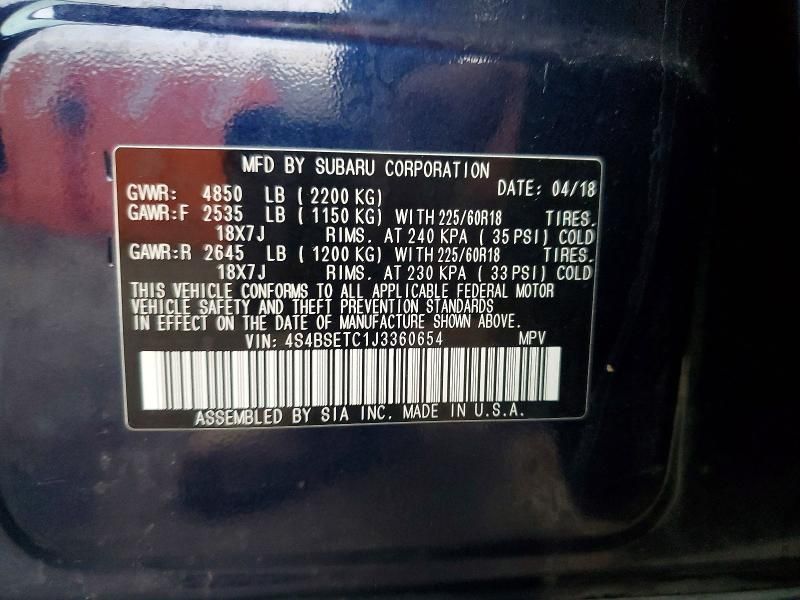 MFD BY SUBARU CORPORATION
DATE: 04/18
GVWR: 4850 LB ( 2200 KG)
GAWR:F 2535 LB ( 1150 KG) WITH 225/60R18 TIRES.
18X7J RIMS. AT 240 KPA ( 35 PSI) COLD
GAWR:R 2645 LB ( 1200 KG) WITH 225/60R18 TIRES.
18X7J RIMS. AT 230 KPA ( 33 PSI) COLD
THIS VEHICLE CONFORMS TO ALL APPLICABLE FEDERAL MOTOR
VEHICLE SAFETY AND THEFT PREVENTION STANDARDS
IN EFFECT ON THE DATE OF MANUFACTURE SHOWN ABOVE.
VIN: 4S4BSETC1J3360654 MPV
ASSEMBLED BY SIA INC. MADE IN U.S.A.